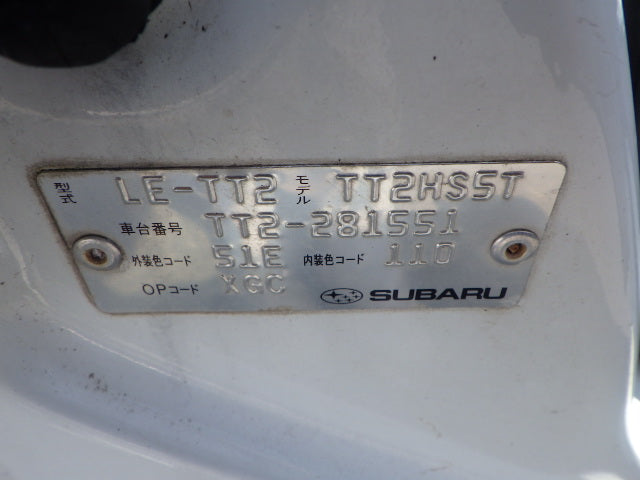 型式 LE-TT2 モデル TT2HS5T
車台番号 TT2-281551
外装色コード 51E 内装色コード 110
OPコード XGC SUBARU